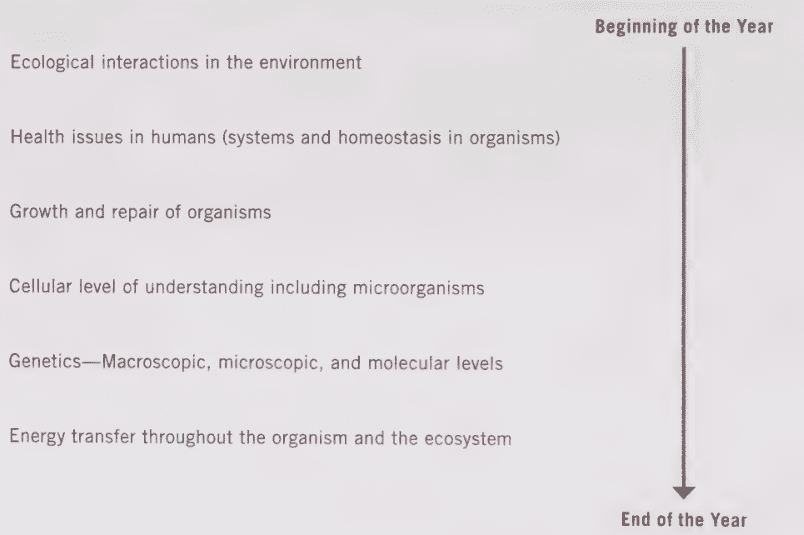 Beginning of the Year
Ecological interactions in the environment
Health issues in humans (systems and homeostasis in organisms)
Growth and repair of organisms
Cellular level of understanding including microorganisms
Genetics—Macroscopic, microscopic, and molecular levels
Energy transfer throughout the organism and the ecosystem
End of the Year